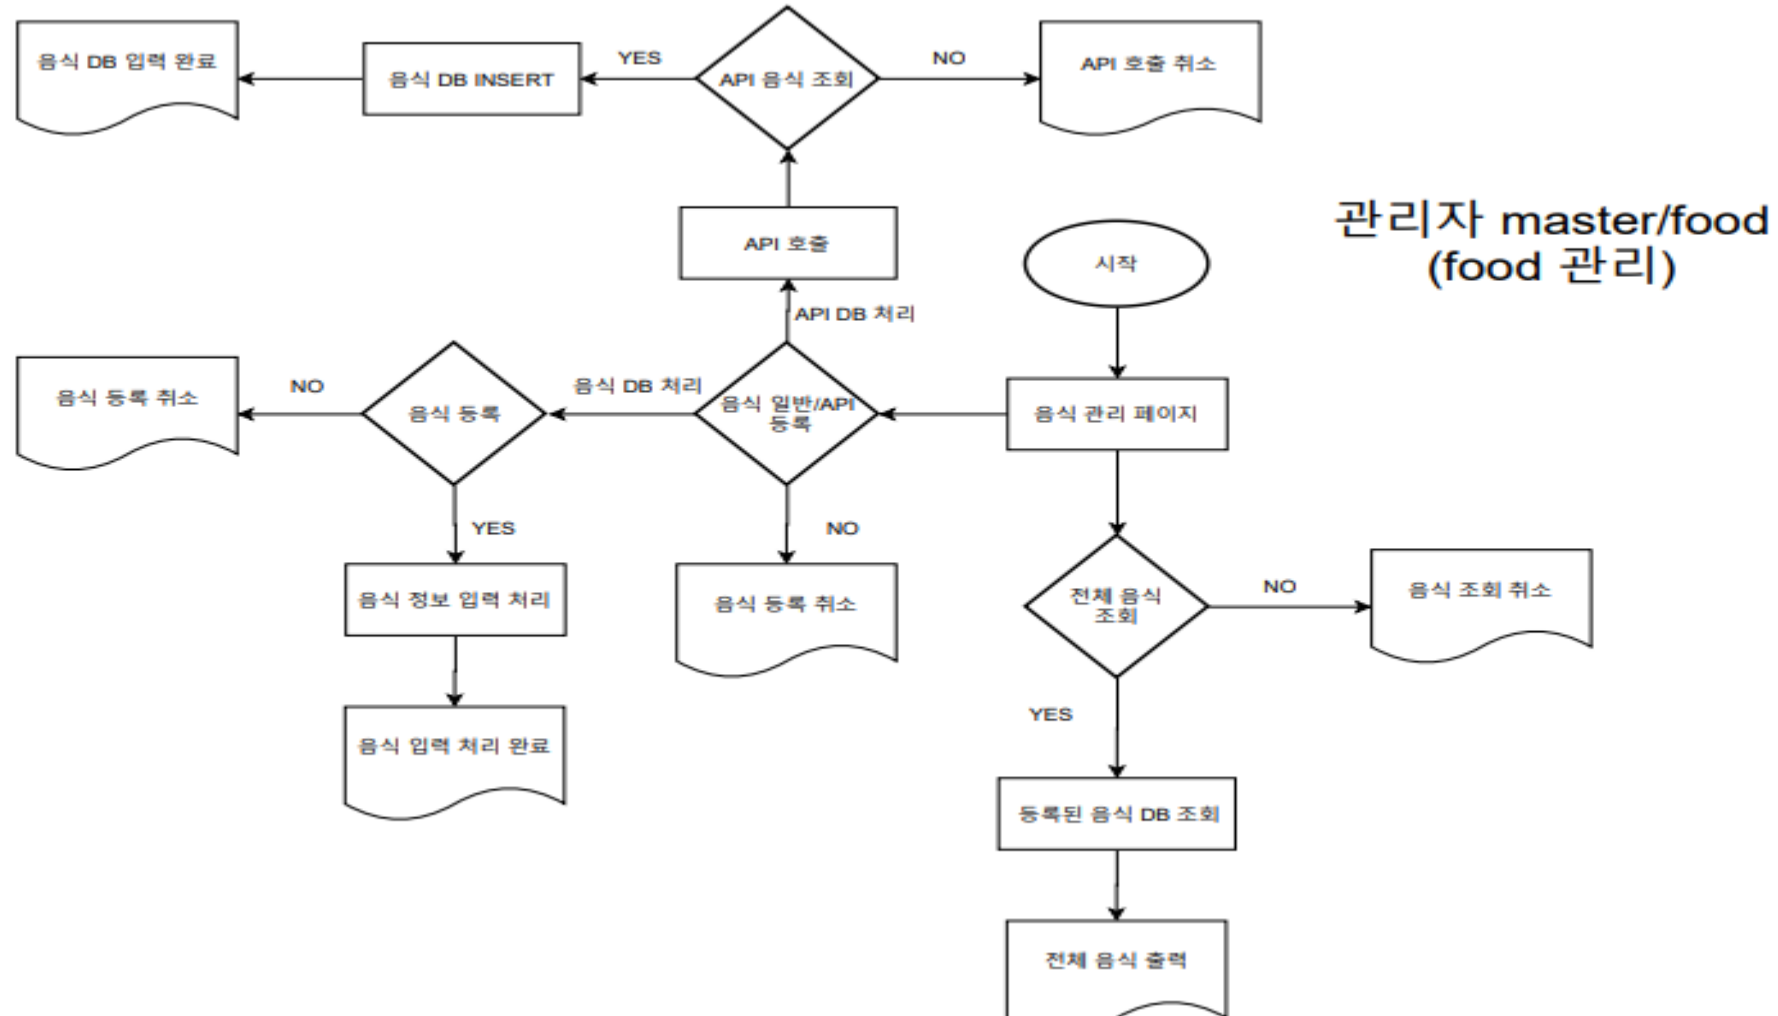 음식 DB 입력 완료
음식 DB INSERT
YES
API 음식 조회
NO
API 호출 취소
관리자 master/food
(food 관리)
API 호출
시작
API DB 처리
음식 등록 취소
NO
음식 등록
음식 DB 처리
음식 일반/API
등록
음식 관리 페이지
YES
NO
음식 정보 입력 처리
음식 등록 취소
전체 음식
조회
NO
음식 조회 취소
음식 입력 처리 완료
YES
등록된 음식 DB 조회
전체 음식 출력